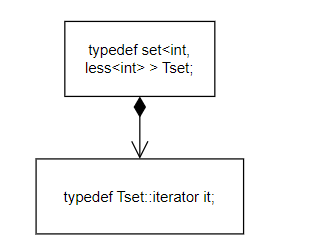 typedef set<int,
less<int> > Tset;
typedef Tset::iterator it;